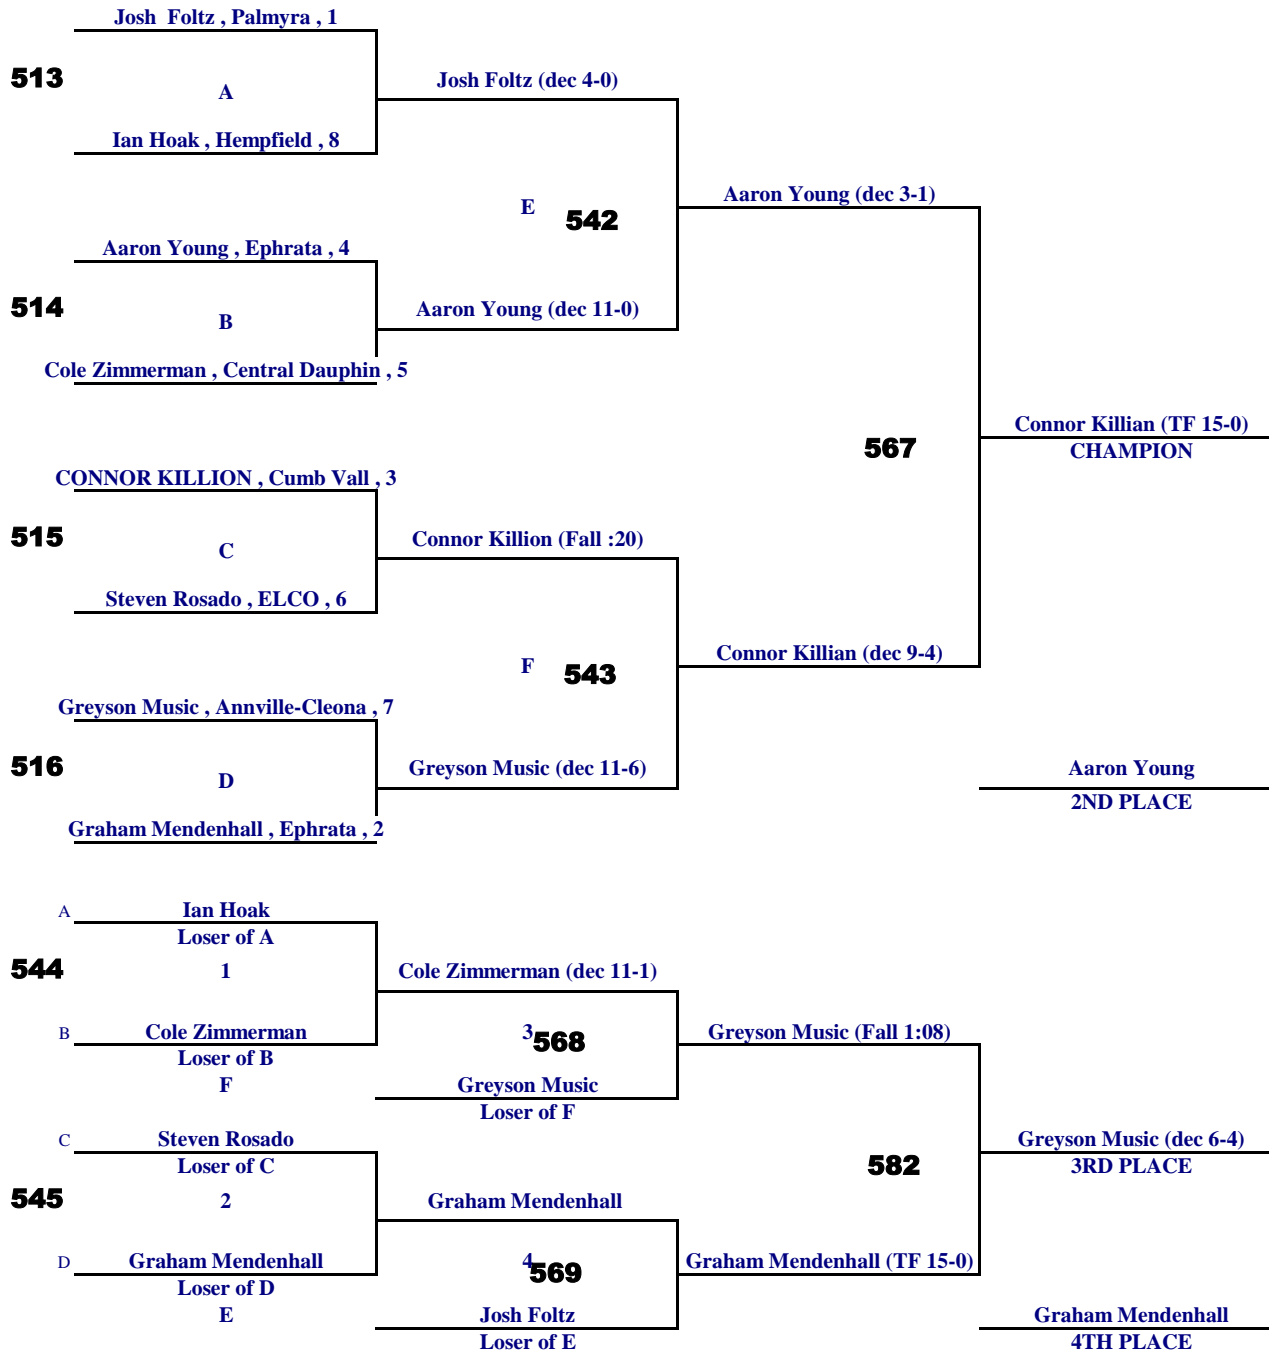 Josh  Foltz , Palmyra , 1
513
A
Josh Foltz (dec 4-0)
Ian Hoak , Hempfield , 8
E
542
Aaron Young (dec 3-1)
Aaron Young , Ephrata , 4
514
B
Aaron Young (dec 11-0)
Cole Zimmerman , Central Dauphin , 5
567
Connor Killian (TF 15-0)
CHAMPION
CONNOR KILLION , Cumb Vall , 3
515
C
Connor Killion (Fall :20)
Steven Rosado , ELCO , 6
F
543
Connor Killian (dec 9-4)
Greyson Music , Annville-Cleona , 7
516
D
Greyson Music (dec 11-6)
Graham Mendenhall , Ephrata , 2
Aaron Young
2ND PLACE
A
Ian Hoak
Loser of A
544
1
Cole Zimmerman (dec 11-1)
B
Cole Zimmerman
Loser of B
F
3
568
Greyson Music (Fall 1:08)
Greyson Music
Loser of F
C
Steven Rosado
Loser of C
545
2
Graham Mendenhall
D
Graham Mendenhall
Loser of D
E
4
569
Graham Mendenhall (TF 15-0)
Josh Foltz
Loser of E
582
Greyson Music (dec 6-4)
3RD PLACE
Graham Mendenhall
4TH PLACE